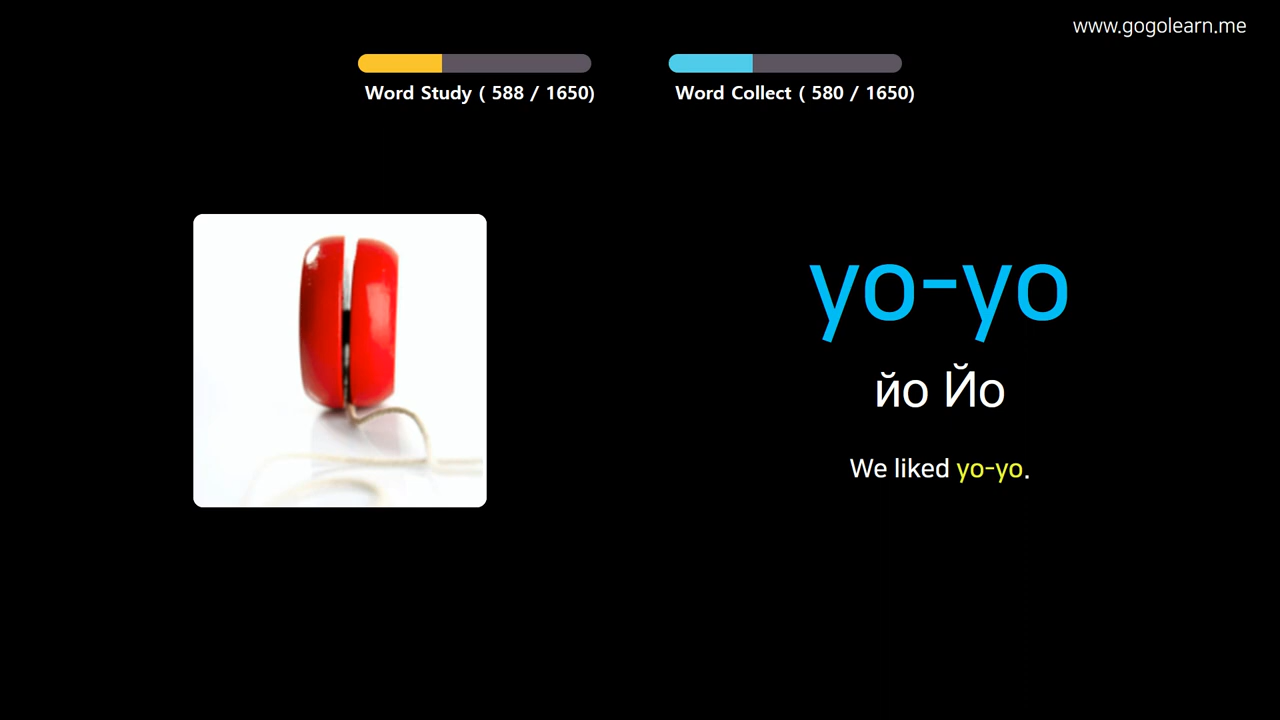 www.gogolearn.me
Word Study ( 588 / 1650)
Word Collect ( 580 / 1650)
yo-yo
йо Йо
We liked yo-yo.